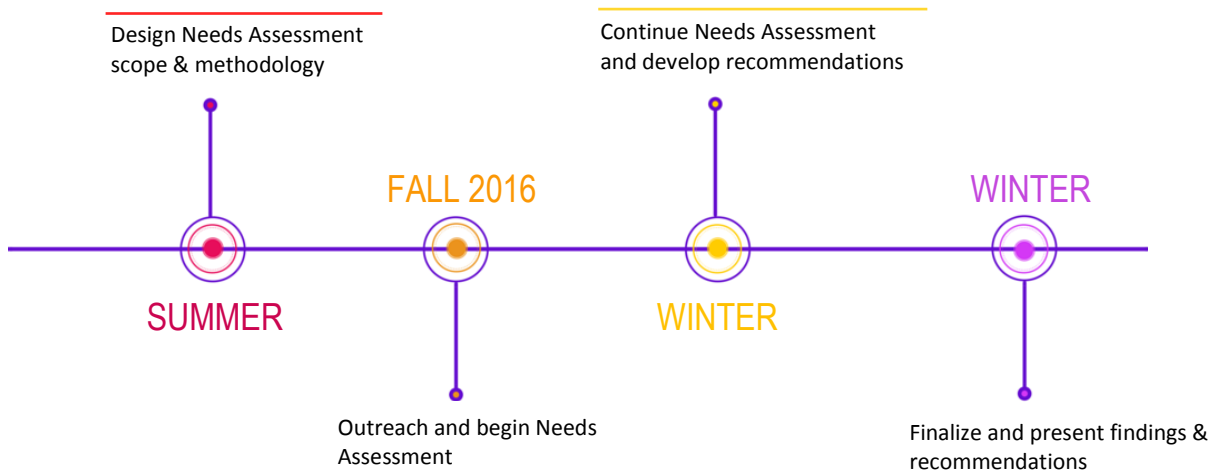 Design Needs Assessment
scope & methodology
Continue Needs Assessment
and develop recommendations
FALL 2016
WINTER
SUMMER
WINTER
Outreach and begin Needs
Assessment
Finalize and present findings &
recommendations